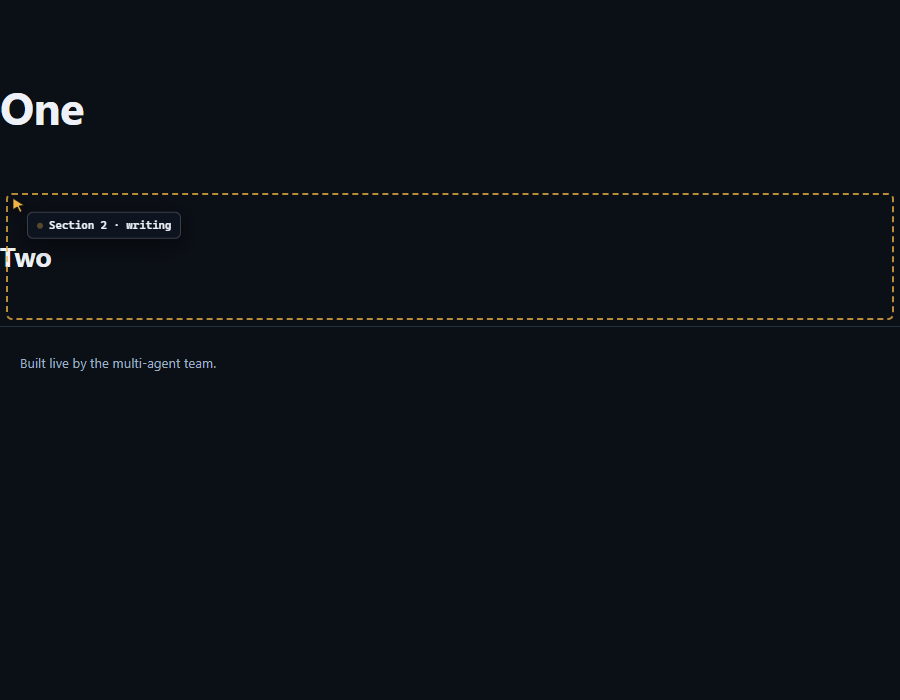 One
Section 2 · writing
Two
Built live by the multi-agent team.